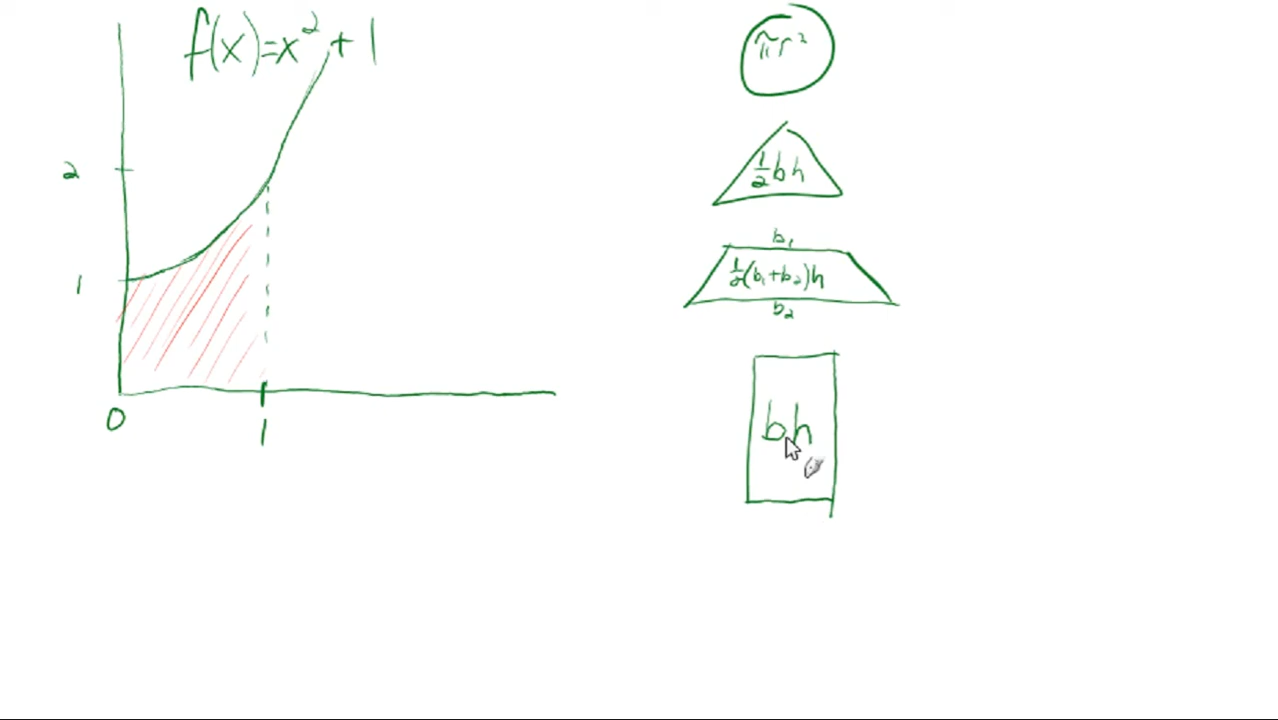 f(x)=x²+1
2
1
0
1
πr²
½bh
b₁
½(b₁+b₂)h
b₂
bh